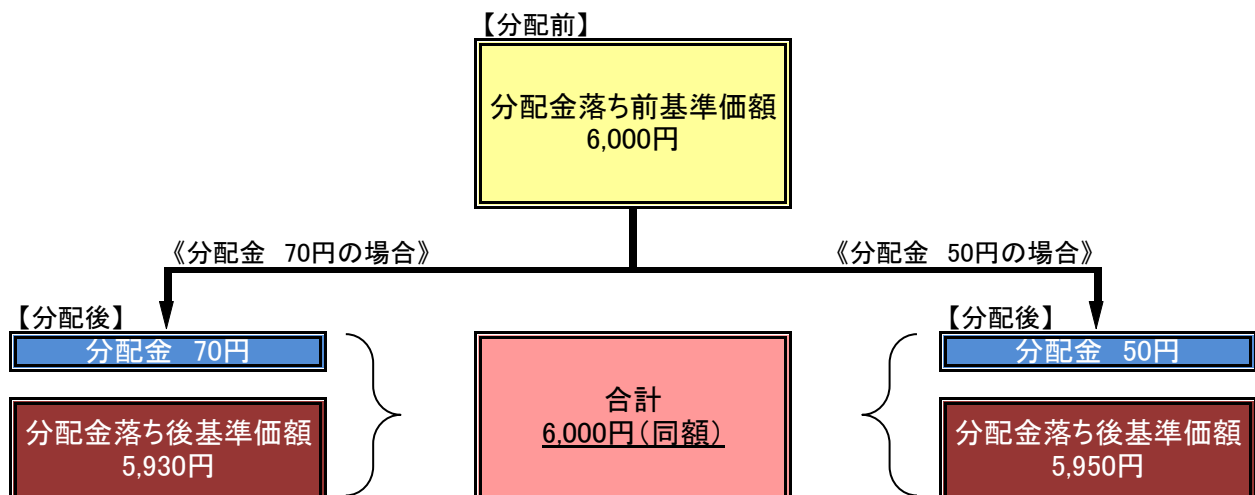 【分配前】
分配金落ち前基準価額
6,000円
《分配金　70円の場合》
《分配金　50円の場合》
【分配後】
分配金　70円
分配金落ち後基準価額
5,930円
合計
6,000円（同額）
【分配後】
分配金　50円
分配金落ち後基準価額
5,950円